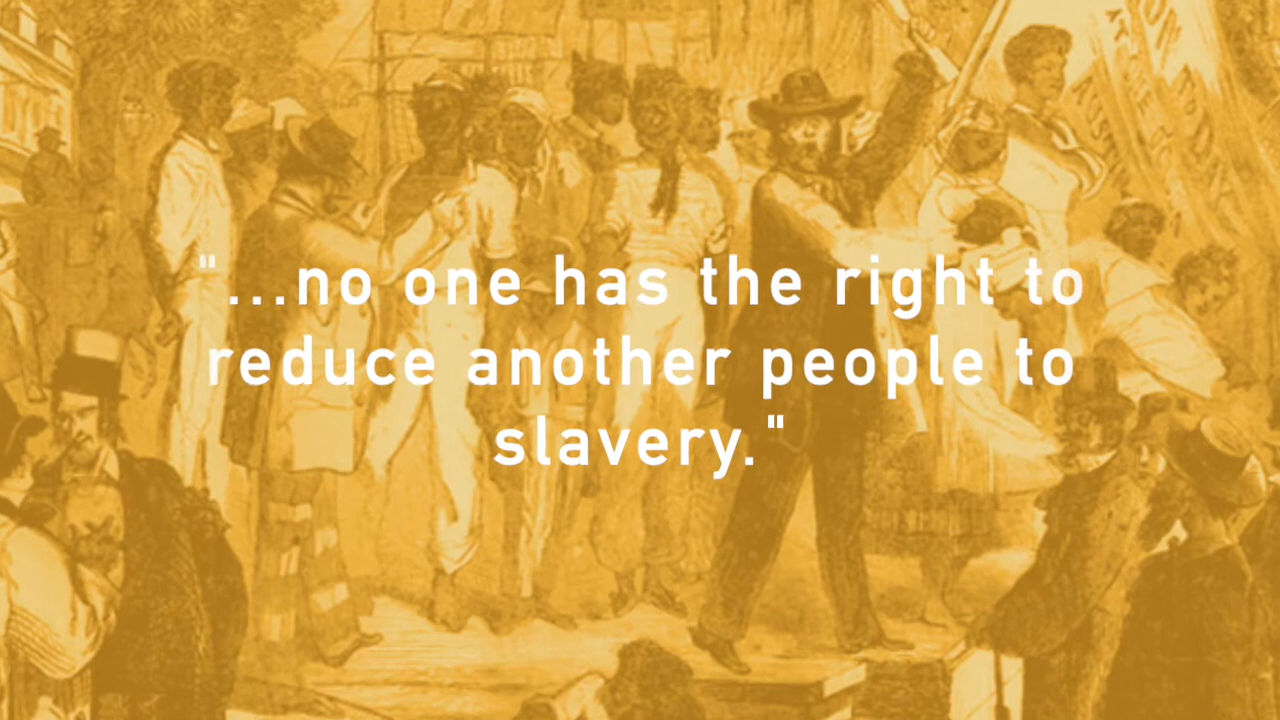 "...no one has the right to
reduce another people to
slavery."